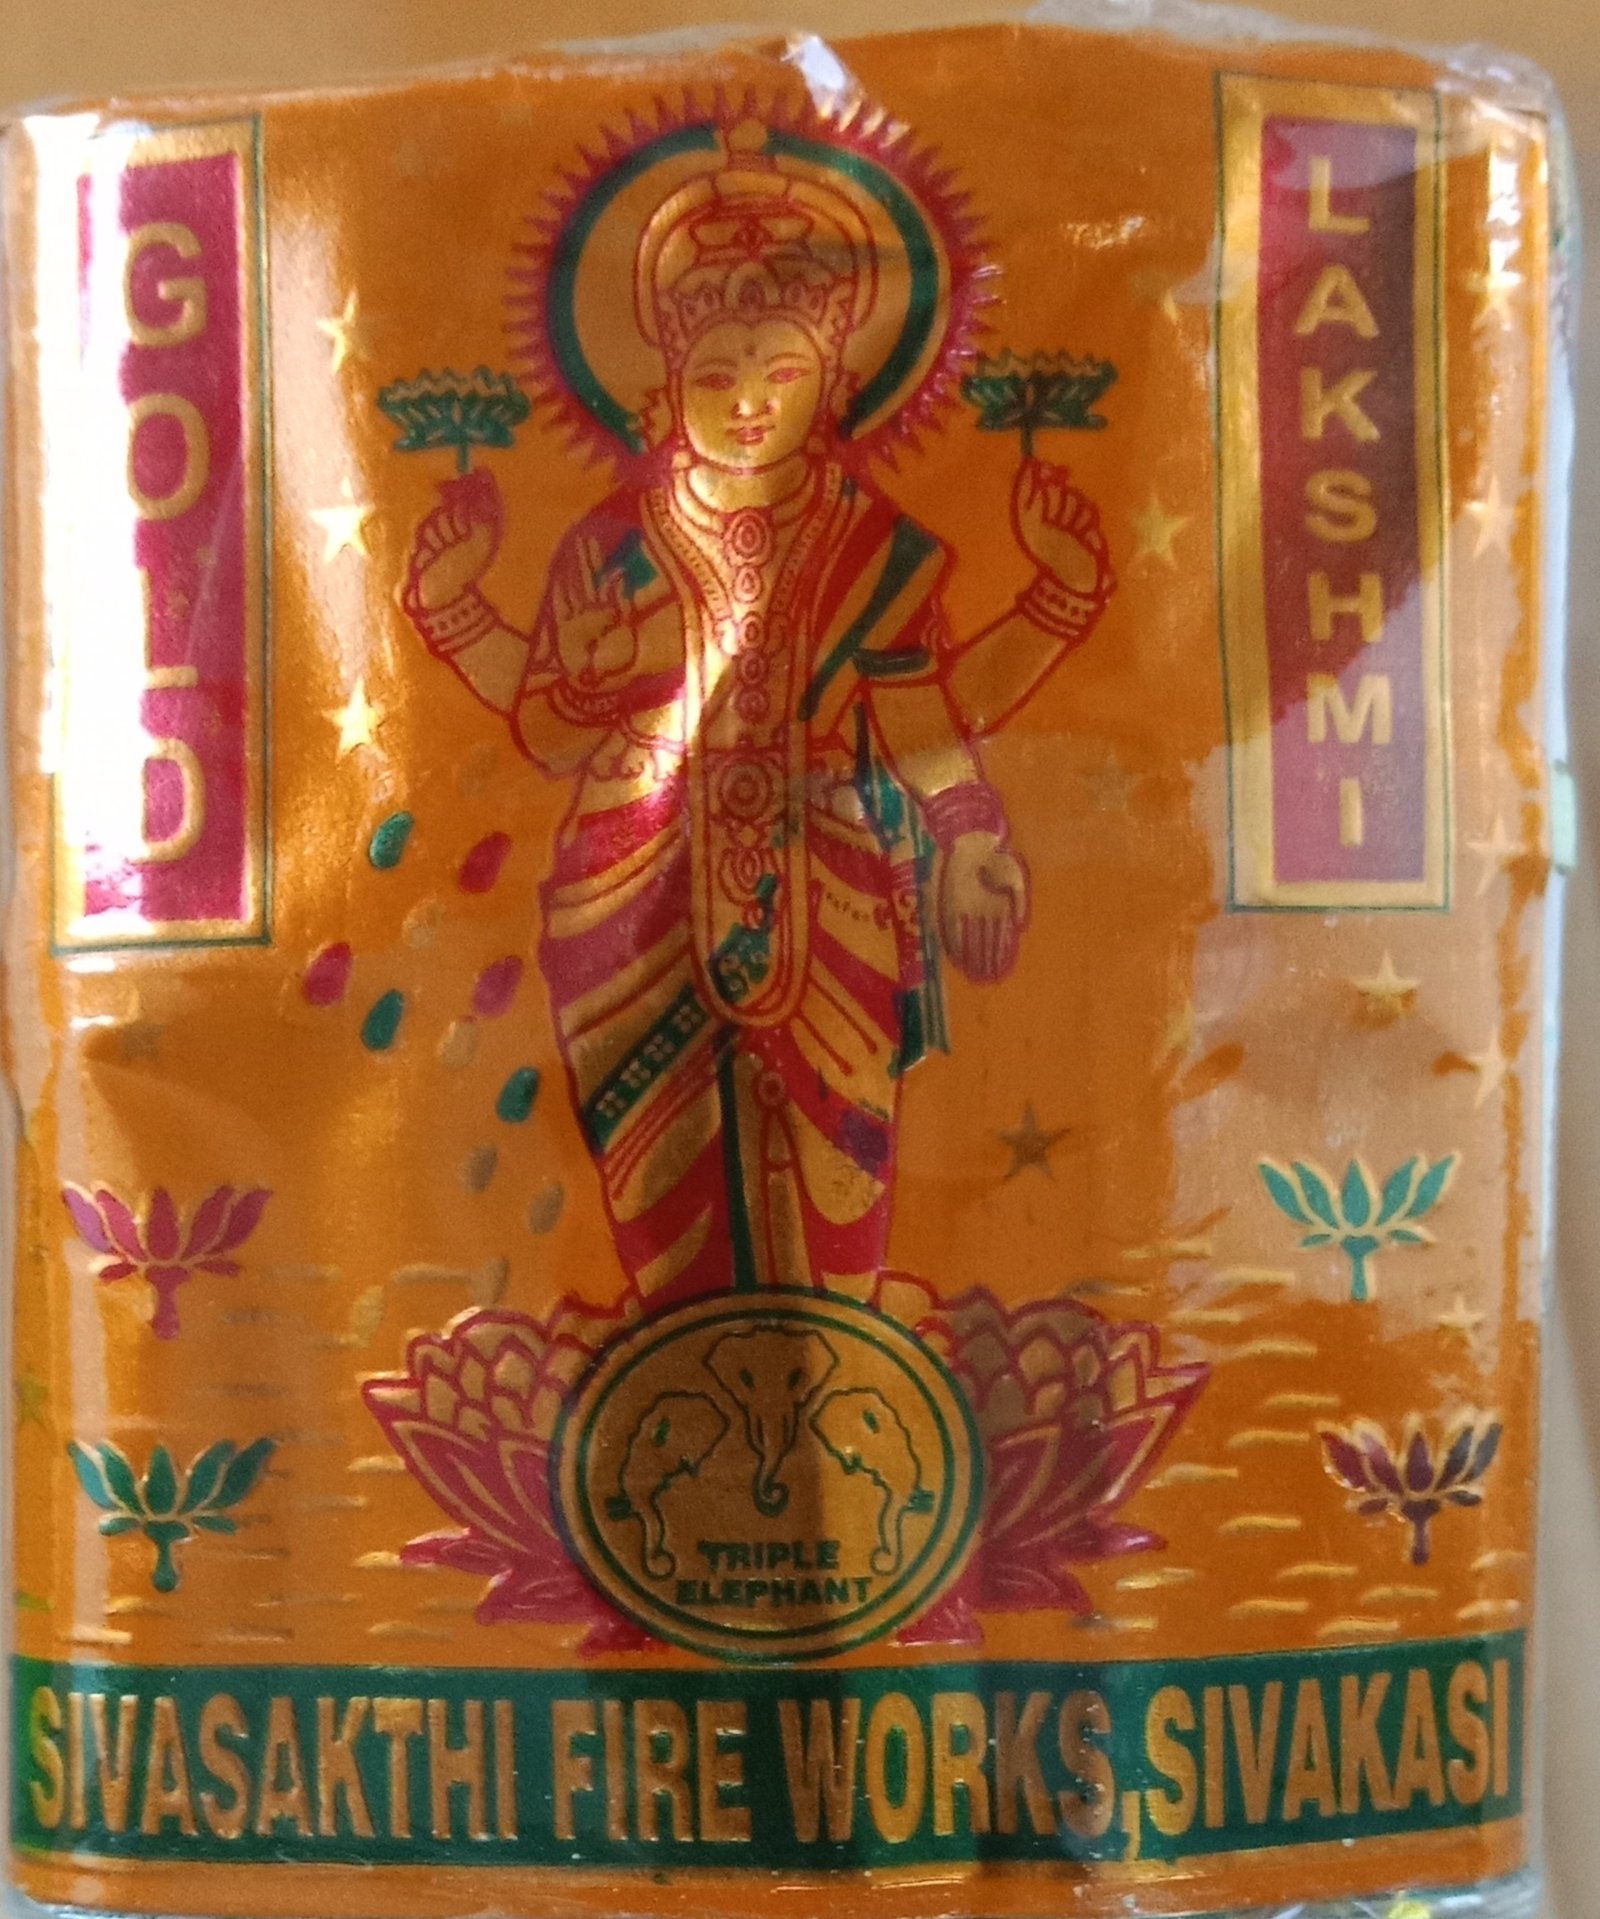 GOLD
LAKSHMI
TRIPLE
ELEPHANT
SIVASAKTHI FIRE WORKS,SIVAKASI